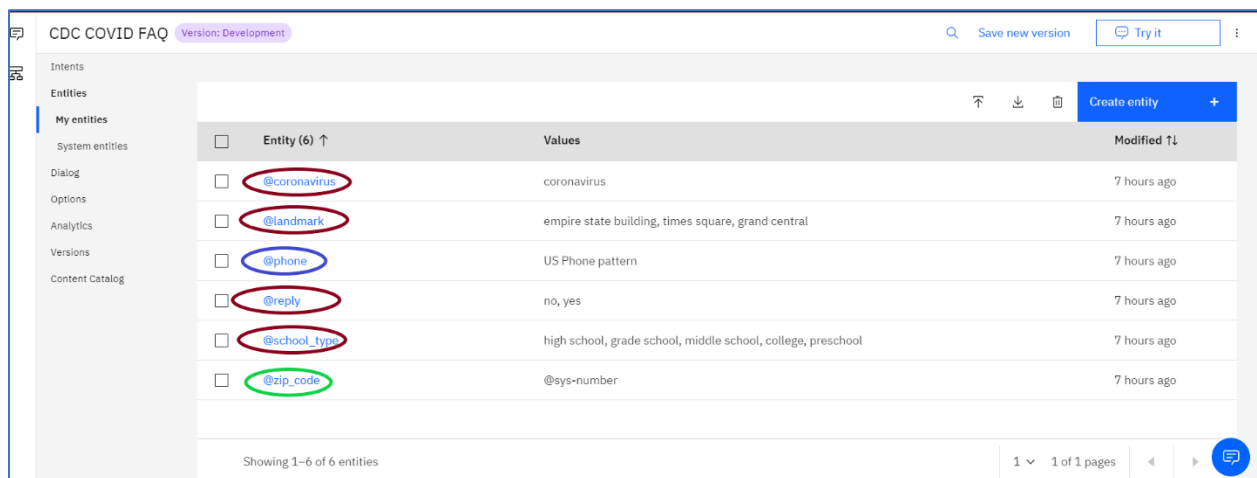 CDC COVID FAQ Version: Development Save new version Try it
Intents
Entities
My entities
System entities
Dialog
Options
Analytics
Versions
Content Catalog
Create entity +
Entity (6) ↑ Values Modified ↑↓
@coronavirus coronavirus 7 hours ago
@landmark empire state building, times square, grand central 7 hours ago
@phone US Phone pattern 7 hours ago
@reply no, yes 7 hours ago
@school_type high school, grade school, middle school, college, preschool 7 hours ago
@zip_code @sys-number 7 hours ago
Showing 1–6 of 6 entities 1 1 of 1 pages